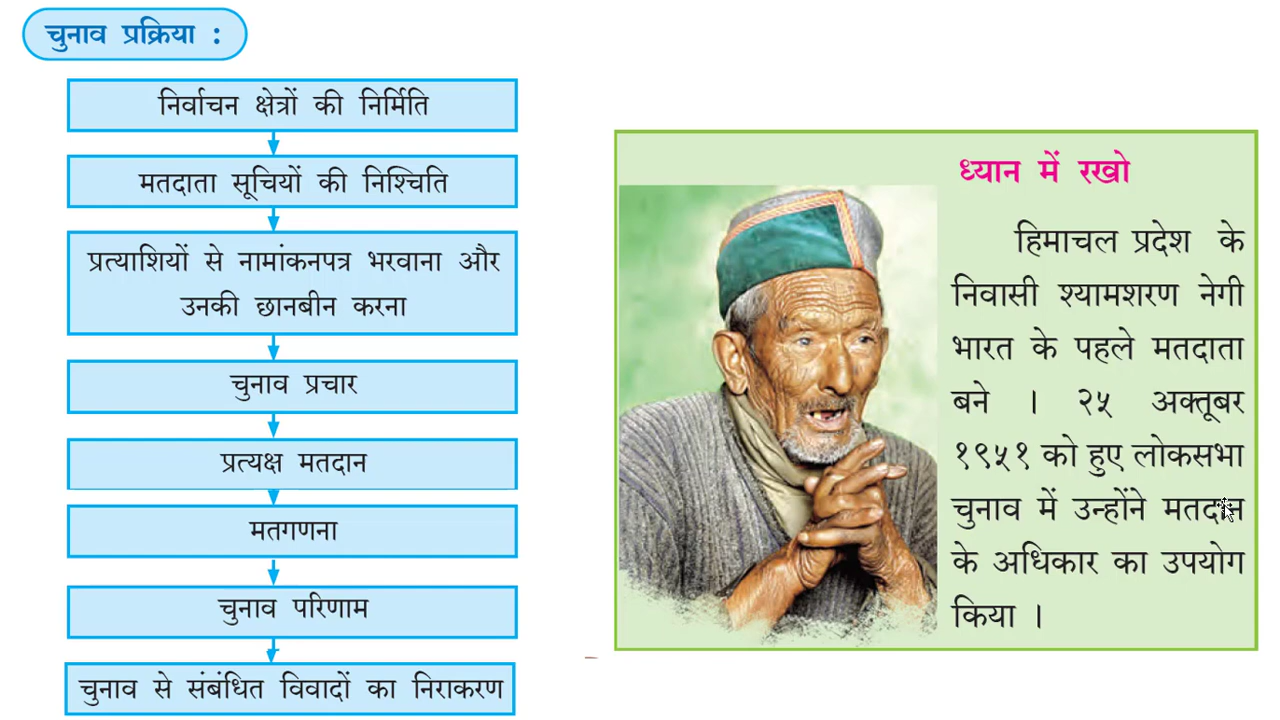 चुनाव प्रक्रिया :
निर्वाचन क्षेत्रों की निर्मिति
मतदाता सूचियों की निश्चिति
प्रत्याशियों से नामांकनपत्र भरवाना और
उनकी छानबीन करना
चुनाव प्रचार
प्रत्यक्ष मतदान
मतगणना
चुनाव परिणाम
चुनाव से संबंधित विवादों का निराकरण
ध्यान में रखो
हिमाचल प्रदेश के
निवासी श्यामशरण नेगी
भारत के पहले मतदाता
बने । २५ अक्तूबर
१९५१ को हुए लोकसभा
चुनाव में उन्होंने मतदान
के अधिकार का उपयोग
किया ।